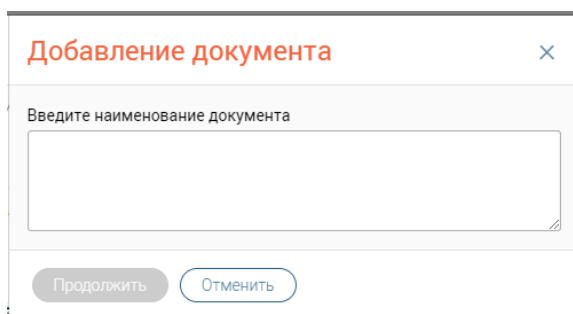 Добавление документа
Введите наименование документа
Продолжить Отменить